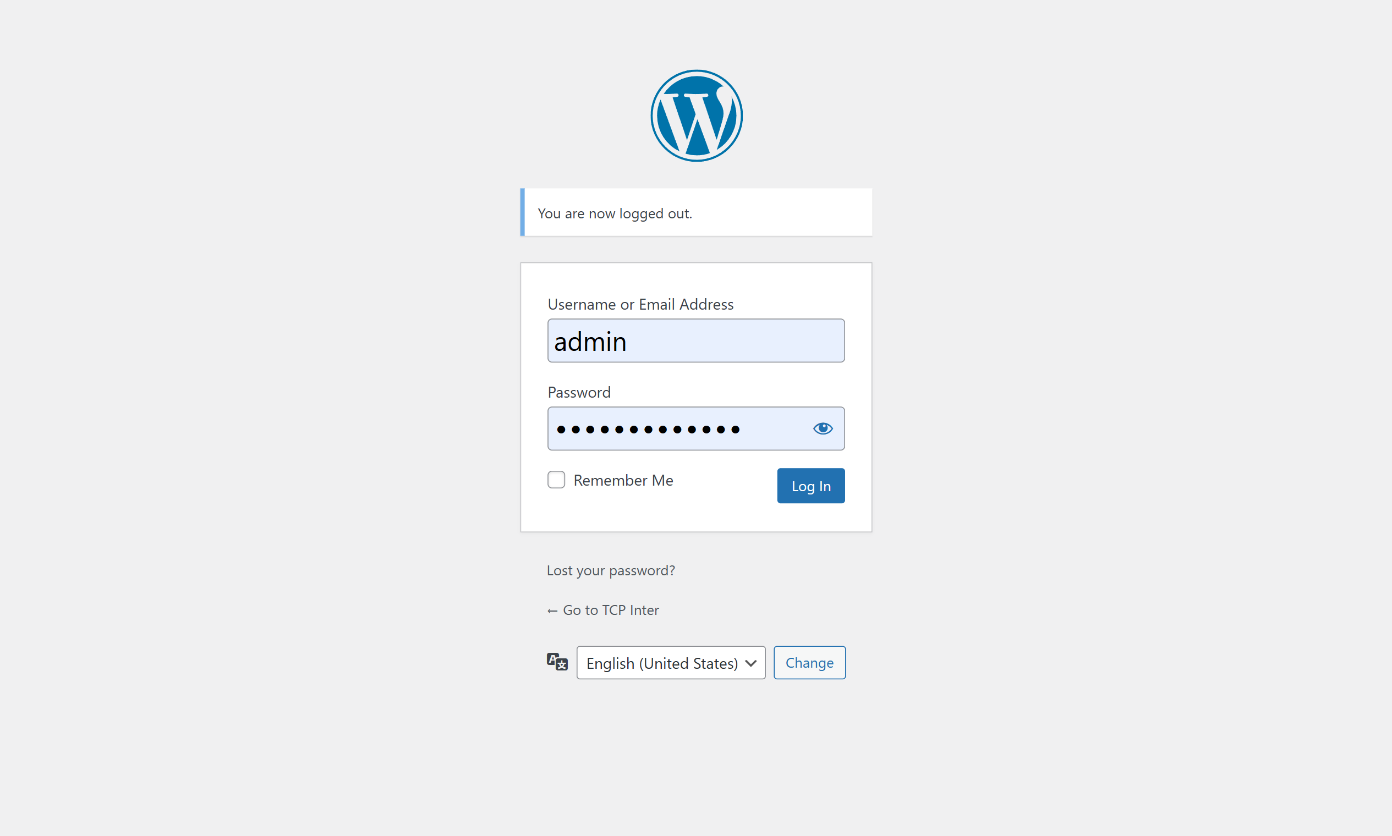 You are now logged out.
Username or Email Address
admin
Password
●●●●●●●●●●●●●
Remember Me
Log In
Lost your password?
← Go to TCP Inter
English (United States)
Change